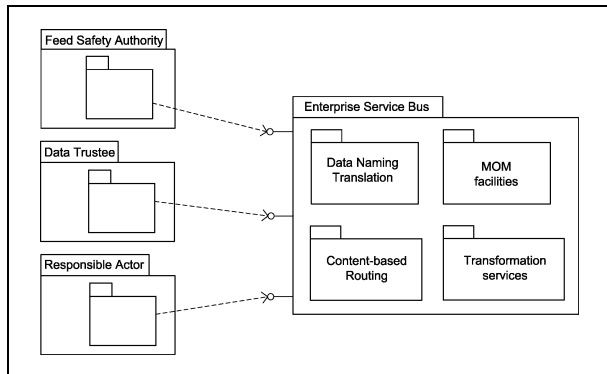 Feed Safety Authority
Data Trustee
Responsible Actor
Enterprise Service Bus
Data Naming
Translation
MOM
facilities
Content-based
Routing
Transformation
services